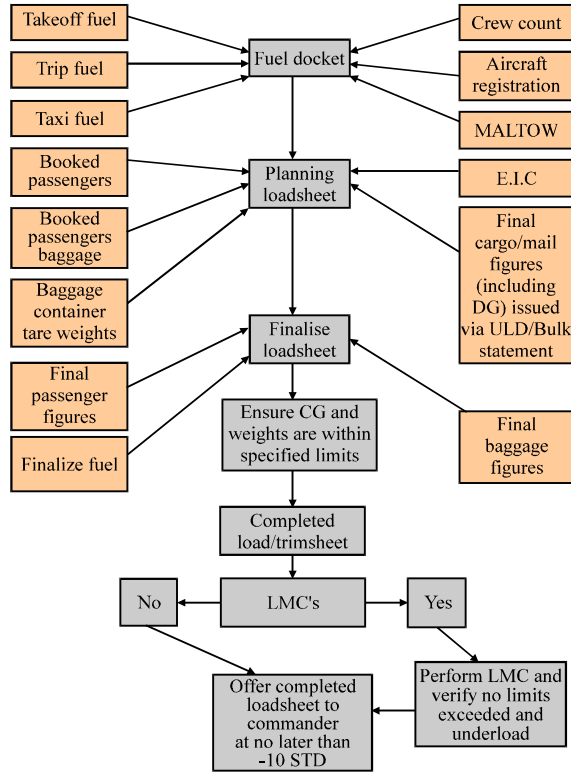 Takeoff fuel
Crew count
Fuel docket
Trip fuel
Aircraft
registration
Taxi fuel
MALTOW
Booked
passengers
Planning
loadsheet
E.I.C
Booked
passengers
baggage
Final
cargo/mail
figures
(including
DG) issued
via ULD/Bulk
statement
Baggage
container
tare weights
Finalise
loadsheet
Final
passenger
figures
Ensure CG and
weights are within
specified limits
Final
baggage
figures
Finalize fuel
Completed
load/trimsheet
No
LMC's
Yes
Offer completed
loadsheet to
commander
at no later than
-10 STD
Perform LMC and
verify no limits
exceeded and
underload